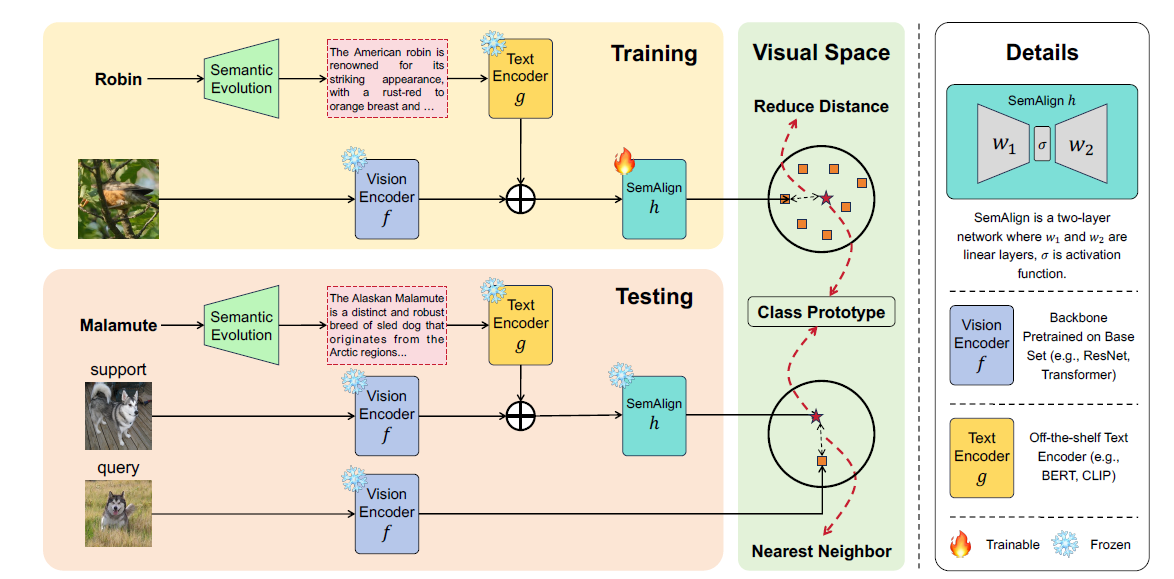 Training
Robin
Semantic
Evolution
The American robin is
renowned for its
striking appearance,
with a rust-red to
orange breast and ...
Text
Encoder
g
Vision
Encoder
f
SemAlign
h
Testing
Malamute
Semantic
Evolution
The Alaskan Malamute
is a distinct and robust
breed of sled dog that
originates from the
Arctic regions...
Text
Encoder
g
support
Vision
Encoder
f
SemAlign
h
query
Vision
Encoder
f
Visual Space
Reduce Distance
Class Prototype
Nearest Neighbor
Details
SemAlign h
w₁
σ
w₂
SemAlign is a two-layer
network where w₁ and w₂ are
linear layers, σ is activation
function.
Vision
Encoder
f
Backbone
Pretrained on Base
Set (e.g., ResNet,
Transformer)
Text
Encoder
g
Off-the-shelf Text
Encoder (e.g.,
BERT, CLIP)
Trainable
Frozen